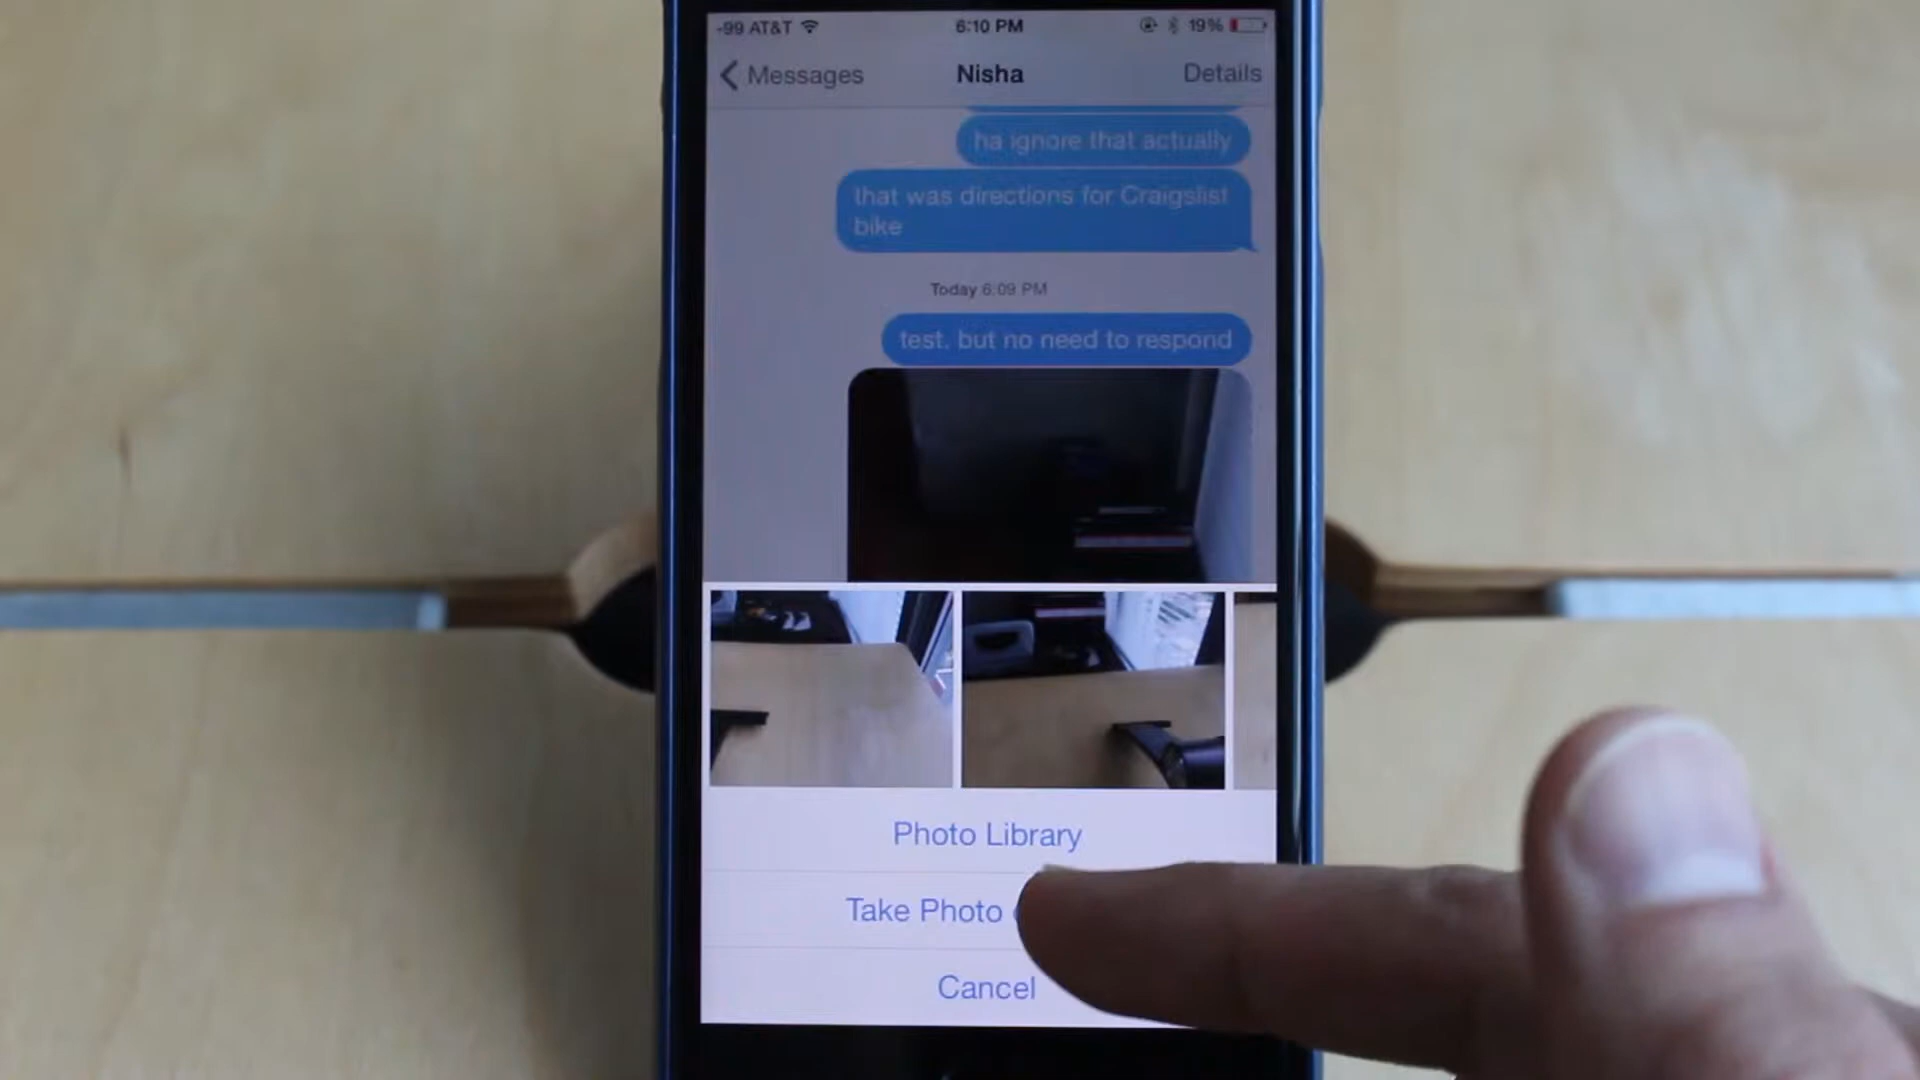 -99 AT&T 6:10 PM 19%
Messages Nisha Details
ha ignore that actually
that was directions for Craigslist
bike
Today 6:09 PM
test. but no need to respond
Photo Library
Take Photo
Cancel